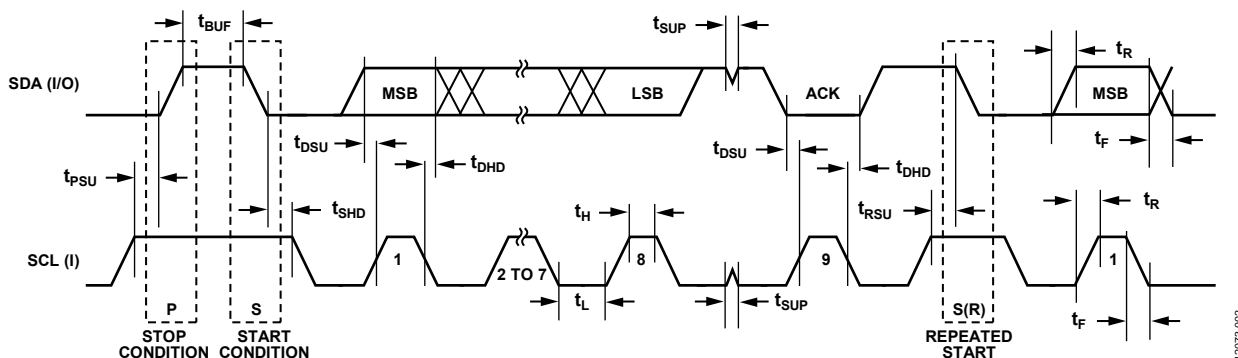 tBUF
tSUP
tR
SDA (I/O)
MSB
LSB
ACK
MSB
tDSU
tDHD
tDSU
tDHD
tF
tPSU
tSHD
tH
tRSU
tR
SCL (I)
1
2 TO 7
8
9
1
tL
tSUP
tF
P
S
S(R)
STOP
CONDITION
START
CONDITION
REPEATED
START